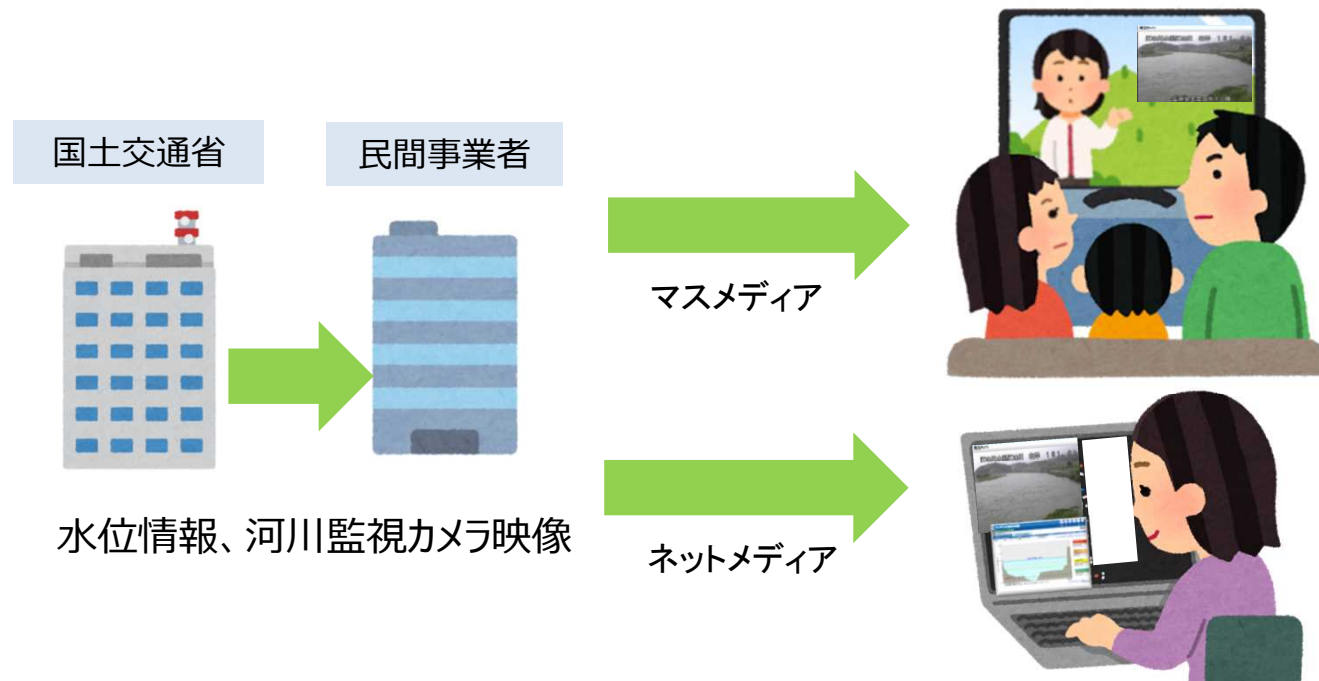 国土交通省
民間事業者
水位情報、河川監視カメラ映像
マスメディア
ネットメディア